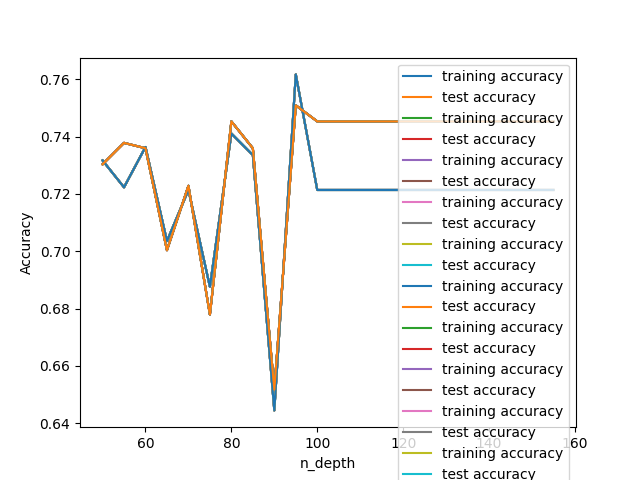 0.76
0.74
0.72
0.70
0.68
0.66
0.64
Accuracy
60
80
100
120
140
160
n_depth
training accuracy
test accuracy
training accuracy
test accuracy
training accuracy
test accuracy
training accuracy
test accuracy
training accuracy
test accuracy
training accuracy
test accuracy
training accuracy
test accuracy
training accuracy
test accuracy
training accuracy
test accuracy
training accuracy
test accuracy